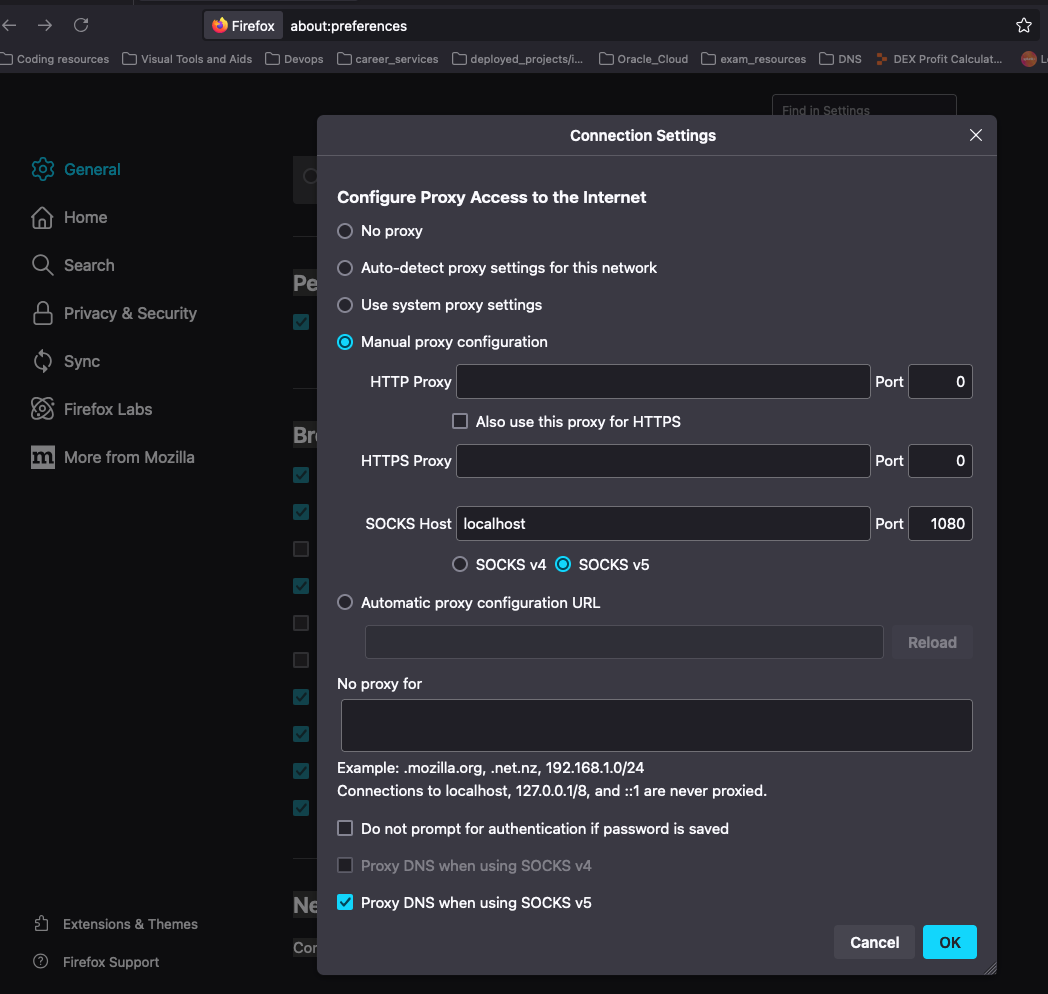 Firefox about:preferences
Coding resources Visual Tools and Aids Devops career_services deployed_projects/i... Oracle_Cloud exam_resources DNS DEX Profit Calculat...
Find in Settings
Connection Settings
General
Home
Search
Privacy & Security
Sync
Firefox Labs
More from Mozilla
Extensions & Themes
Firefox Support
Pe
Br
Ne
Con
Configure Proxy Access to the Internet
No proxy
Auto-detect proxy settings for this network
Use system proxy settings
Manual proxy configuration
HTTP Proxy Port 0
Also use this proxy for HTTPS
HTTPS Proxy Port 0
SOCKS Host localhost Port 1080
SOCKS v4 SOCKS v5
Automatic proxy configuration URL
Reload
No proxy for
Example: .mozilla.org, .net.nz, 192.168.1.0/24
Connections to localhost, 127.0.0.1/8, and ::1 are never proxied.
Do not prompt for authentication if password is saved
Proxy DNS when using SOCKS v4
Proxy DNS when using SOCKS v5
Cancel OK